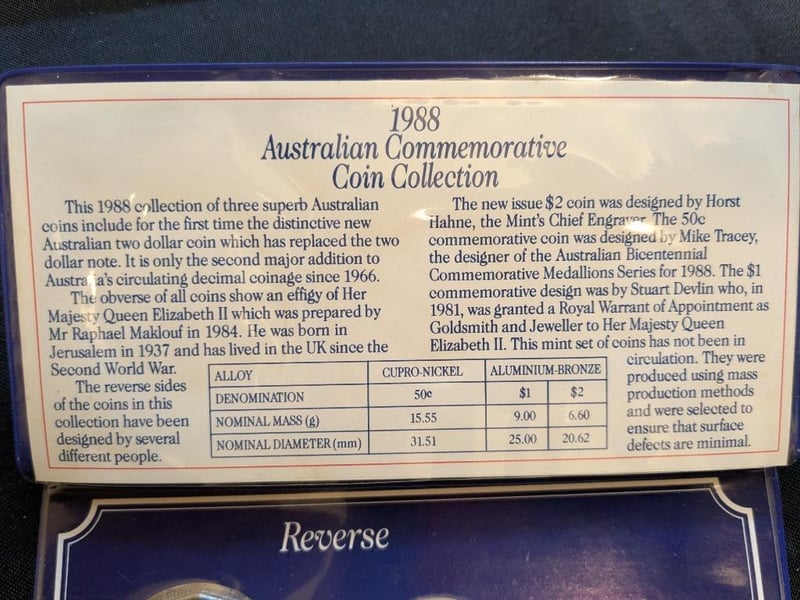 1988
Australian Commemorative
Coin Collection
This 1988 collection of three superb Australian
coins include for the first time the distinctive new
Australian two dollar coin which has replaced the two
dollar note. It is only the second major addition to
Australia's circulating decimal coinage since 1966.
The obverse of all coins show an effigy of Her
Majesty Queen Elizabeth II which was prepared by
Mr Raphael Maklouf in 1984. He was born in
Jerusalem in 1937 and has lived in the UK since the
Second World War.
The reverse sides
of the coins in this
collection have been
designed by several
different people.
The new issue $2 coin was designed by Horst
Hahne, the Mint's Chief Engraver. The 50c
commemorative coin was designed by Mike Tracey,
the designer of the Australian Bicentennial
Commemorative Medallions Series for 1988. The $1
commemorative design was by Stuart Devlin who, in
1981, was granted a Royal Warrant of Appointment as
Goldsmith and Jeweller to Her Majesty Queen
Elizabeth II. This mint set of coins has not been in
circulation. They were
produced using mass
production methods
and were selected to
ensure that surface
defects are minimal.
ALLOY CUPRO-NICKEL ALUMINIUM-BRONZE
DENOMINATION 50c $1 $2
NOMINAL MASS (g) 15.55 9.00 6.60
NOMINAL DIAMETER (mm) 31.51 25.00 20.62
Reverse